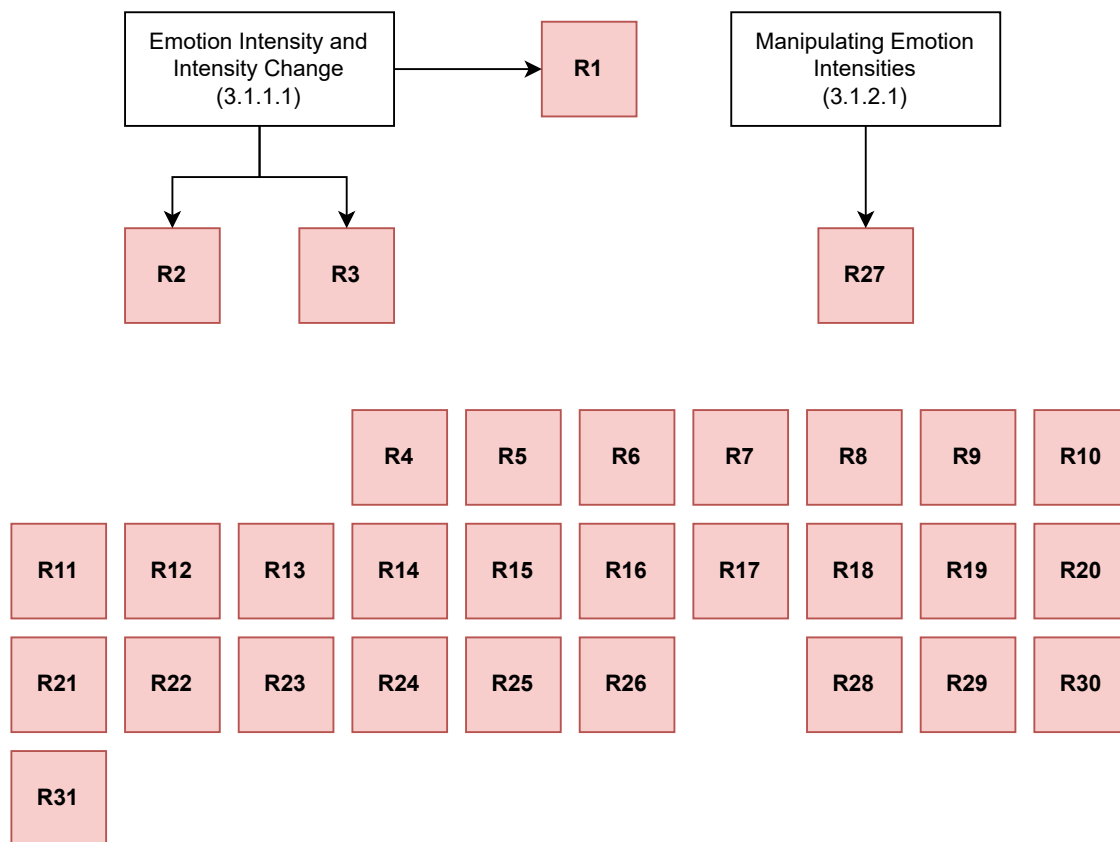 Emotion Intensity and
Intensity Change
(3.1.1.1)
R1
Manipulating Emotion
Intensities
(3.1.2.1)
R2
R3
R27
R4
R5
R6
R7
R8
R9
R10
R11
R12
R13
R14
R15
R16
R17
R18
R19
R20
R21
R22
R23
R24
R25
R26
R28
R29
R30
R31